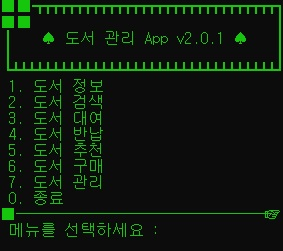 ♠ 도서 관리 App v2.0.1 ♠
1. 도서 정보
2. 도서 검색
3. 도서 대여
4. 도서 반납
5. 도서 추천
6. 도서 구매
7. 도서 관리
0. 종료
메뉴를 선택하세요 :